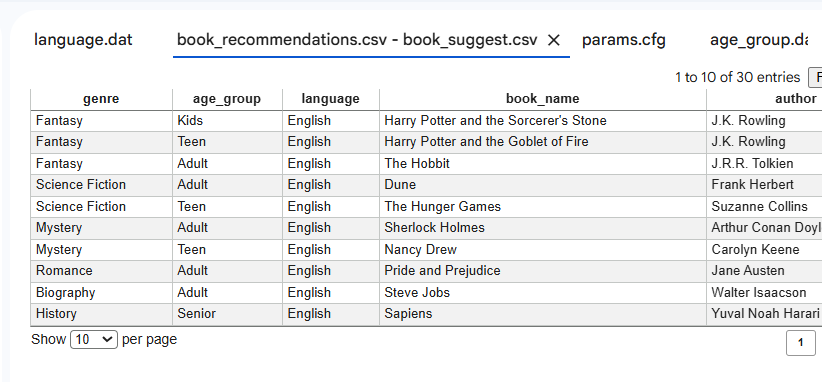 language.dat book_recommendations.csv - book_suggest.csv × params.cfg age_group.da
1 to 10 of 30 entries F
genre age_group language book_name author
Fantasy Kids English Harry Potter and the Sorcerer's Stone J.K. Rowling
Fantasy Teen English Harry Potter and the Goblet of Fire J.K. Rowling
Fantasy Adult English The Hobbit J.R.R. Tolkien
Science Fiction Adult English Dune Frank Herbert
Science Fiction Teen English The Hunger Games Suzanne Collins
Mystery Adult English Sherlock Holmes Arthur Conan Doyl
Mystery Teen English Nancy Drew Carolyn Keene
Romance Adult English Pride and Prejudice Jane Austen
Biography Adult English Steve Jobs Walter Isaacson
History Senior English Sapiens Yuval Noah Harari
Show 10 per page 1